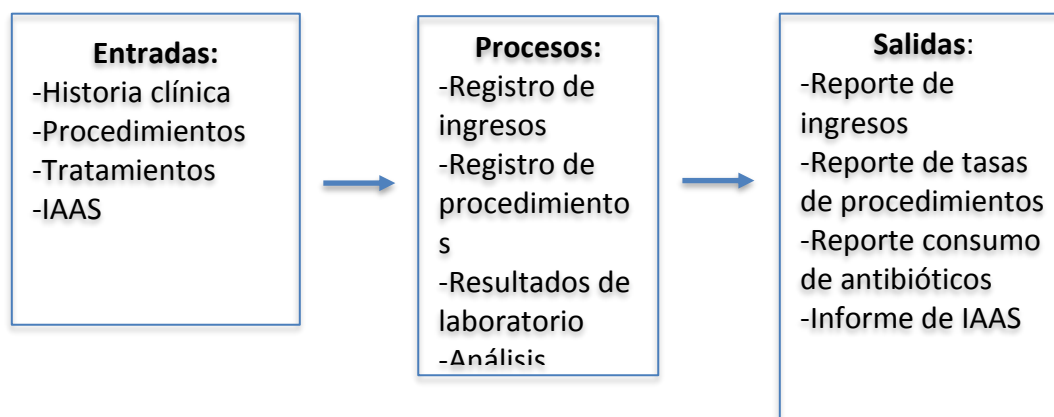 Entradas:
-Historia clínica
-Procedimientos
-Tratamientos
-IAAS
Procesos:
-Registro de
ingresos
-Registro de
procedimiento
s
-Resultados de
laboratorio
-Análisis
Salidas:
-Reporte de
ingresos
-Reporte de tasas
de procedimientos
-Reporte consumo
de antibióticos
-Informe de IAAS